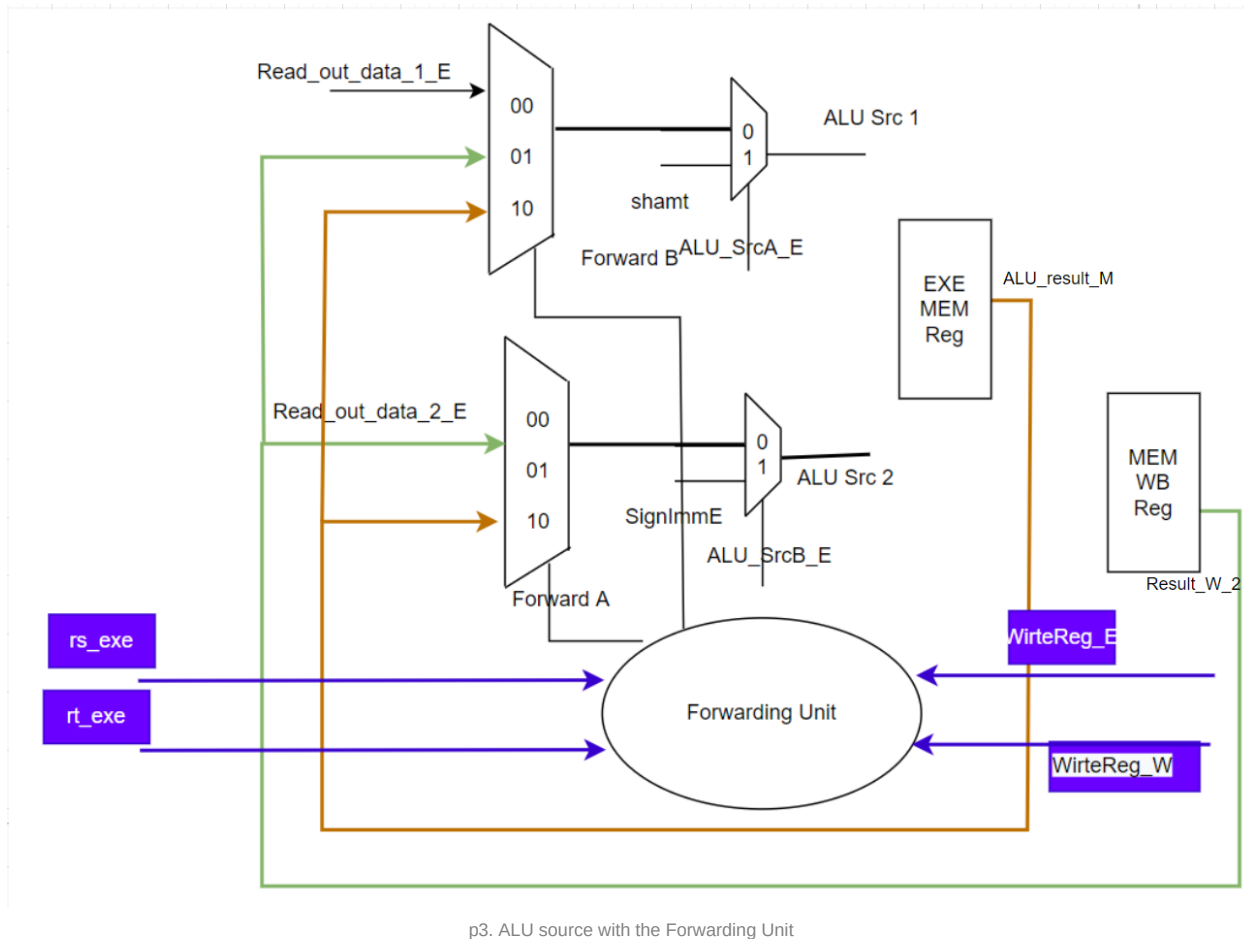 Read_out_data_1_E
00
01
10
0
1
ALU Src 1
shamt
Forward B
ALU_SrcA_E
EXE
MEM
Reg
ALU_result_M
Read_out_data_2_E
00
01
10
0
1
ALU Src 2
SignImmE
ALU_SrcB_E
Forward A
MEM
WB
Reg
Result_W_2
rs_exe
rt_exe
Forwarding Unit
WirteReg_E
WirteReg_W
p3. ALU source with the Forwarding Unit